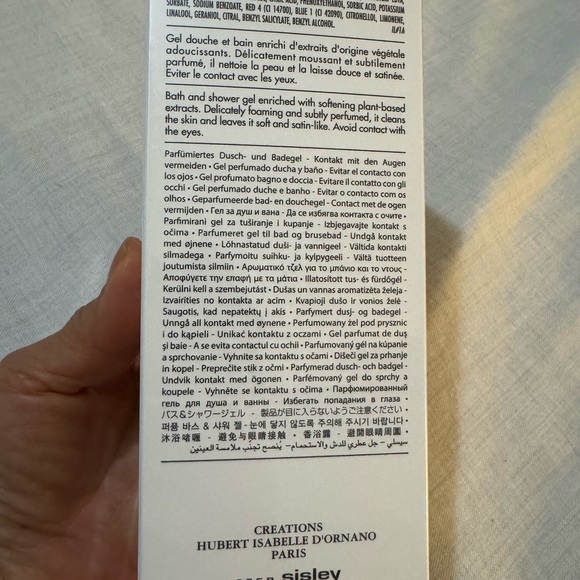 SORBATE, SODIUM BENZOATE, RED 4 (CI 14700), BLUE 1 (CI 42090), CITRONELLOL, LIMONENE,
LINALOOL, GERANIOL, CITRAL, BENZYL SALICYLATE, BENZYL ALCOHOL.
Gel douche et bain enrichi d'extraits d'origine végétale
adoucissants. Délicatement moussant et subtilement
parfumé, il nettoie la peau et la laisse douce et satinée.
Eviter le contact avec les yeux.
Bath and shower gel enriched with softening plant-based
extracts. Delicately foaming and subtly perfumed, it cleans
the skin and leaves it soft and satin-like. Avoid contact with
the eyes.
Parfümiertes Dusch- und Badegel - Kontakt mit den Augen
vermeiden • Gel perfumado ducha y baño - Evitar el contacto con
los ojos • Gel profumato bagno e doccia - Evitare il contatto con gli
occhi • Gel perfumado duche e banho - Evitar o contacto com os
olhos • Geparfumeerde bad- en douchegel - Contact met de ogen
vermijden • Гел за душ и вана - Да се избягва контакта с очите •
Parfimirani gel za tuširanje i kupanje - Izbjegavajte kontakt s
očima • Parfumeret gel til bad og brusebad - Undgå kontakt
med øjnene • Lõhnastatud duši- ja vannigeel - Vältida kontakti
silmadega • Parfymoitu suihku- ja kylpygeeli - Vältä tuotteen
joutumista silmiin • Αρωματικό τζελ για το μπάνιο και το ντους -
Αποφύγετε την επαφή με τα μάτια • Illatosított tus- és fürdőgél -
Kerülni kell a szembejutást • Dušas un vannas aromatizēta želeja -
Izvairīties no kontakta ar acīm • Kvapioji dušo ir vonios želė -
Saugotis, kad nepatektų į akis • Parfymert dusj- og badegel -
Unngå all kontakt med øynene • Perfumowany żel pod prysznic
i do kąpieli - Unikać kontaktu z oczami • Gel parfumat de duş
şi baie - A se evita contactul cu ochii • Parfumovaný gél na kúpanie
a sprchovanie - Vyhnite sa kontaktu s očami • Dišeči gel za prhanje
in kopel - Preprečite stik z očmi • Parfymerad dusch- och badgel -
Undvik kontakt med ögonen • Parfémovaný gel do sprchy a
koupele - Vyhněte se kontaktu s očima • Парфюмированный
гель для душа и ванны - Избегать попадания в глаза •
バス&シャワージェル - 製品が目に入らないようご注意ください •
퍼퓸 바스 & 샤워 젤 - 눈에 닿지 않도록 주의해 주시기 바랍니다 •
沐浴啫喱 - 避免与眼睛接触 • 香浴露 - 避開眼睛周圍 •
سيسلي - جل عطري للدش والاستحمام - يُنصح تجنّب ملامسة العينين
CREATIONS
HUBERT ISABELLE D'ORNANO
PARIS
sisley